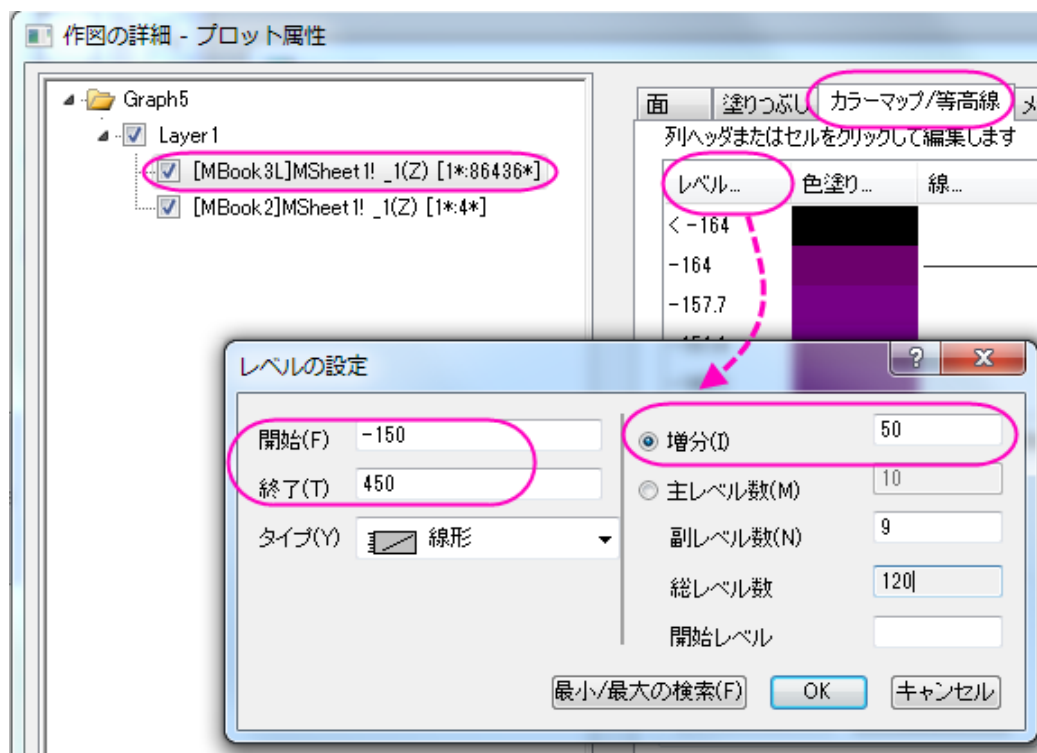 作図の詳細 - プロット属性
Graph5
Layer1
[MBook3L]MSheet1! _1(Z) [1*:86436*]
[MBook2]MSheet1! _1(Z) [1*:4*]
面 塗りつぶし カラーマップ/等高線
列ヘッダまたはセルをクリックして編集します
レベル... 色塗り... 線...
< -164
-164
-157.7
レベルの設定
開始(F) -150
終了(T) 450
タイプ(Y) 線形
増分(I) 50
主レベル数(M) 10
副レベル数(N) 9
総レベル数 120
開始レベル
最小/最大の検索(F) OK キャンセル